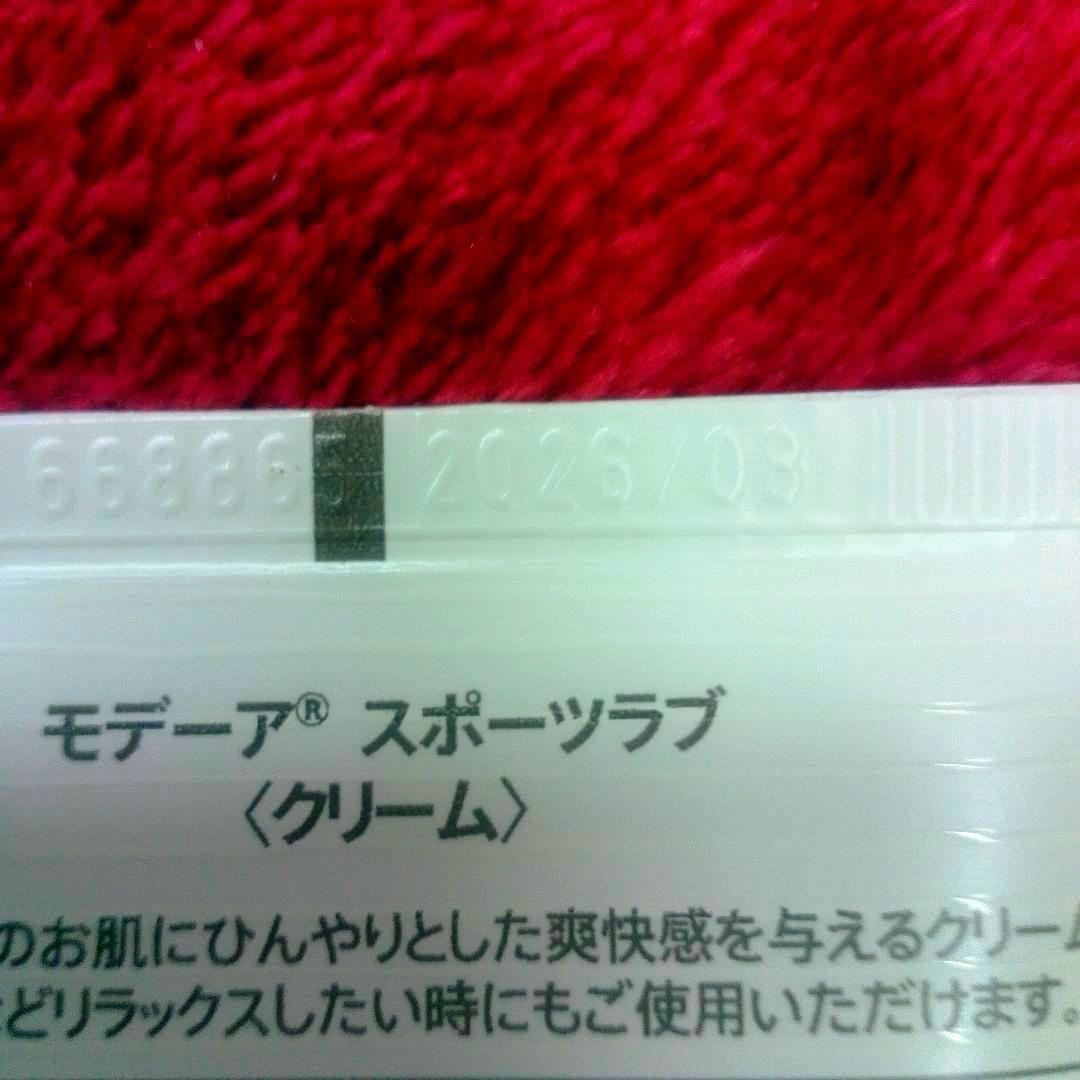 668865 2026/08
モデーア® スポーツラブ
〈クリーム〉
のお肌にひんやりとした爽快感を与えるクリーム
どリラックスしたい時にもご使用いただけます。